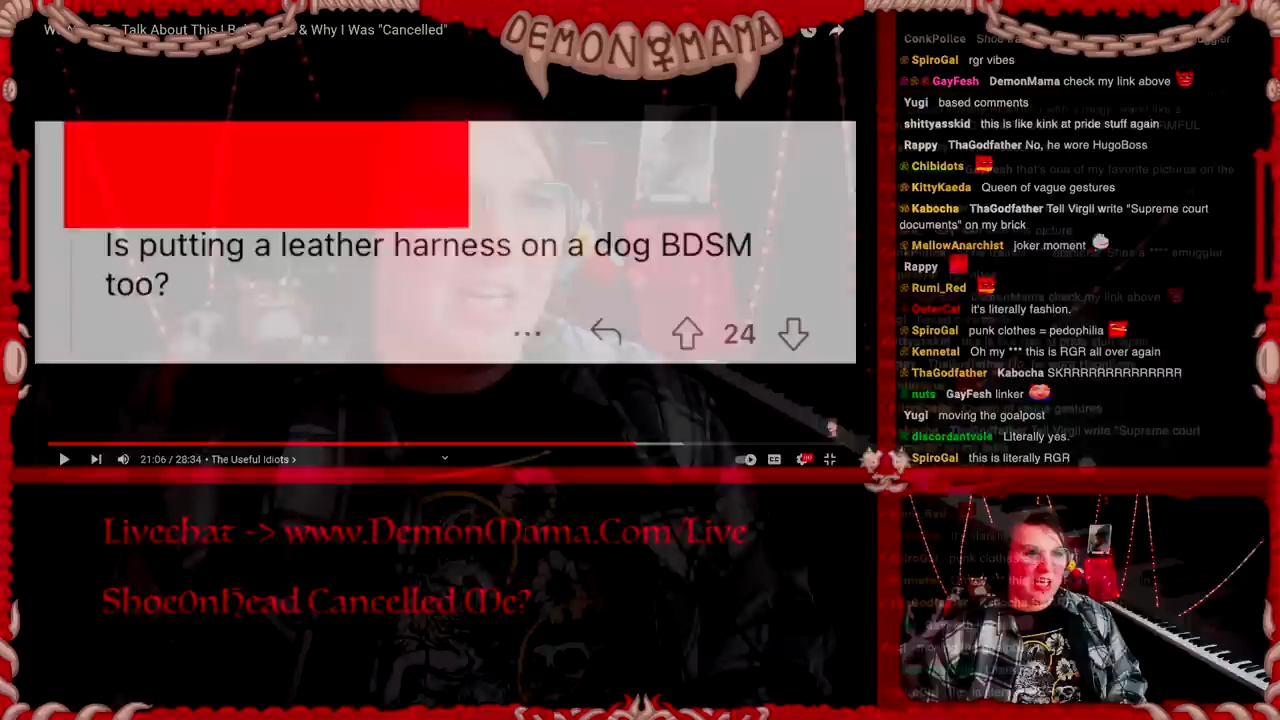 Talk About This | B & Why I Was "Cancelled"
DEMON MAMA
Is putting a leather harness on a dog BDSM
too?
24
21:06 / 28:34 • The Useful Idiots ›
Livechat -> www.DemonMama.Com/Live
ShoeOnHead Cancelled Me?
ConkPolice
SpiroGal rgr vibes
GayFesh DemonMama check my link above
Yugi based comments
shittyasskid this is like kink at pride stuff again
Rappy ThaGodfather No, he wore HugoBoss
Chibidots
KittyKaeda Queen of vague gestures
Kabocha ThaGodfather Tell Virgil write "Supreme court
documents" on my brick
MellowAnarchist joker moment
Rappy
Rumi_Red
OuterCat it's literally fashion.
SpiroGal punk clothes = pedophilia
Kennetal Oh my *** this is RGR all over again
ThaGodfather Kabocha SKRRRRRRRRRRRRRR
nuts GayFesh linker
Yugi moving the goalpost
discordantvole Literally yes.
SpiroGal this is literally RGR